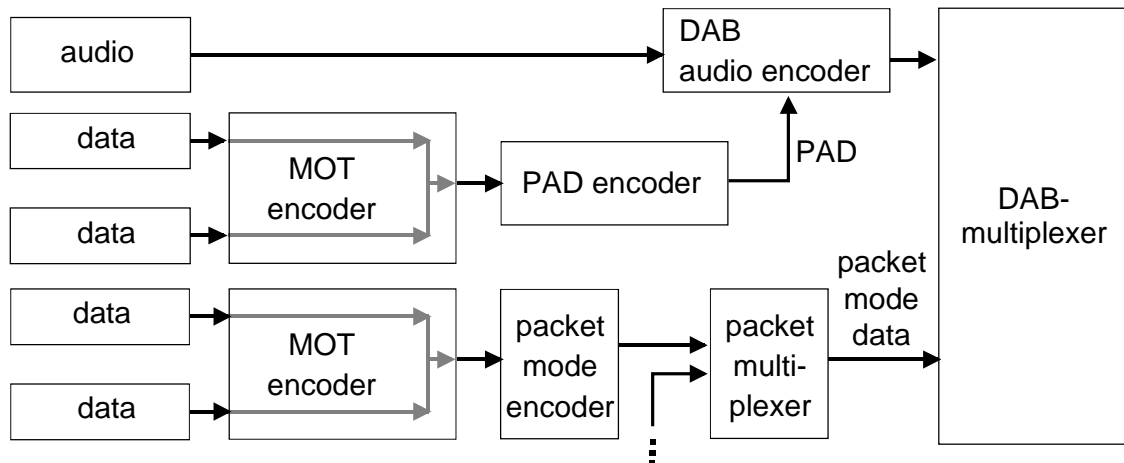 audio
DAB
audio encoder
data
MOT
encoder
PAD encoder
PAD
data
DAB-
multiplexer
data
MOT
encoder
packet
mode
encoder
packet
multi-
plexer
packet
mode
data
data